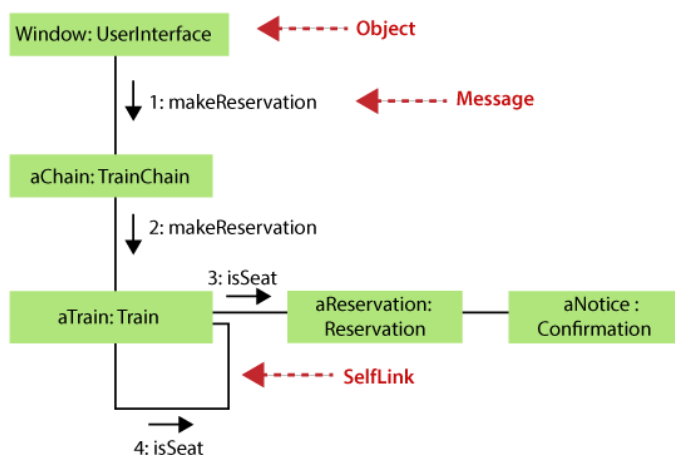 Window: UserInterface
Object
1: makeReservation
Message
aChain: TrainChain
2: makeReservation
3: isSeat
aTrain: Train
aReservation:
Reservation
aNotice :
Confirmation
SelfLink
4: isSeat